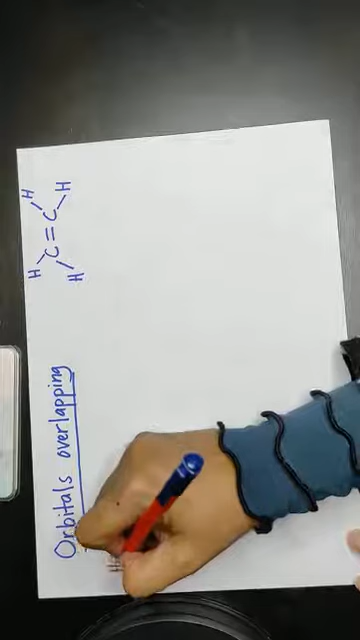 Orbitals overlapping
H H
C = C
H H